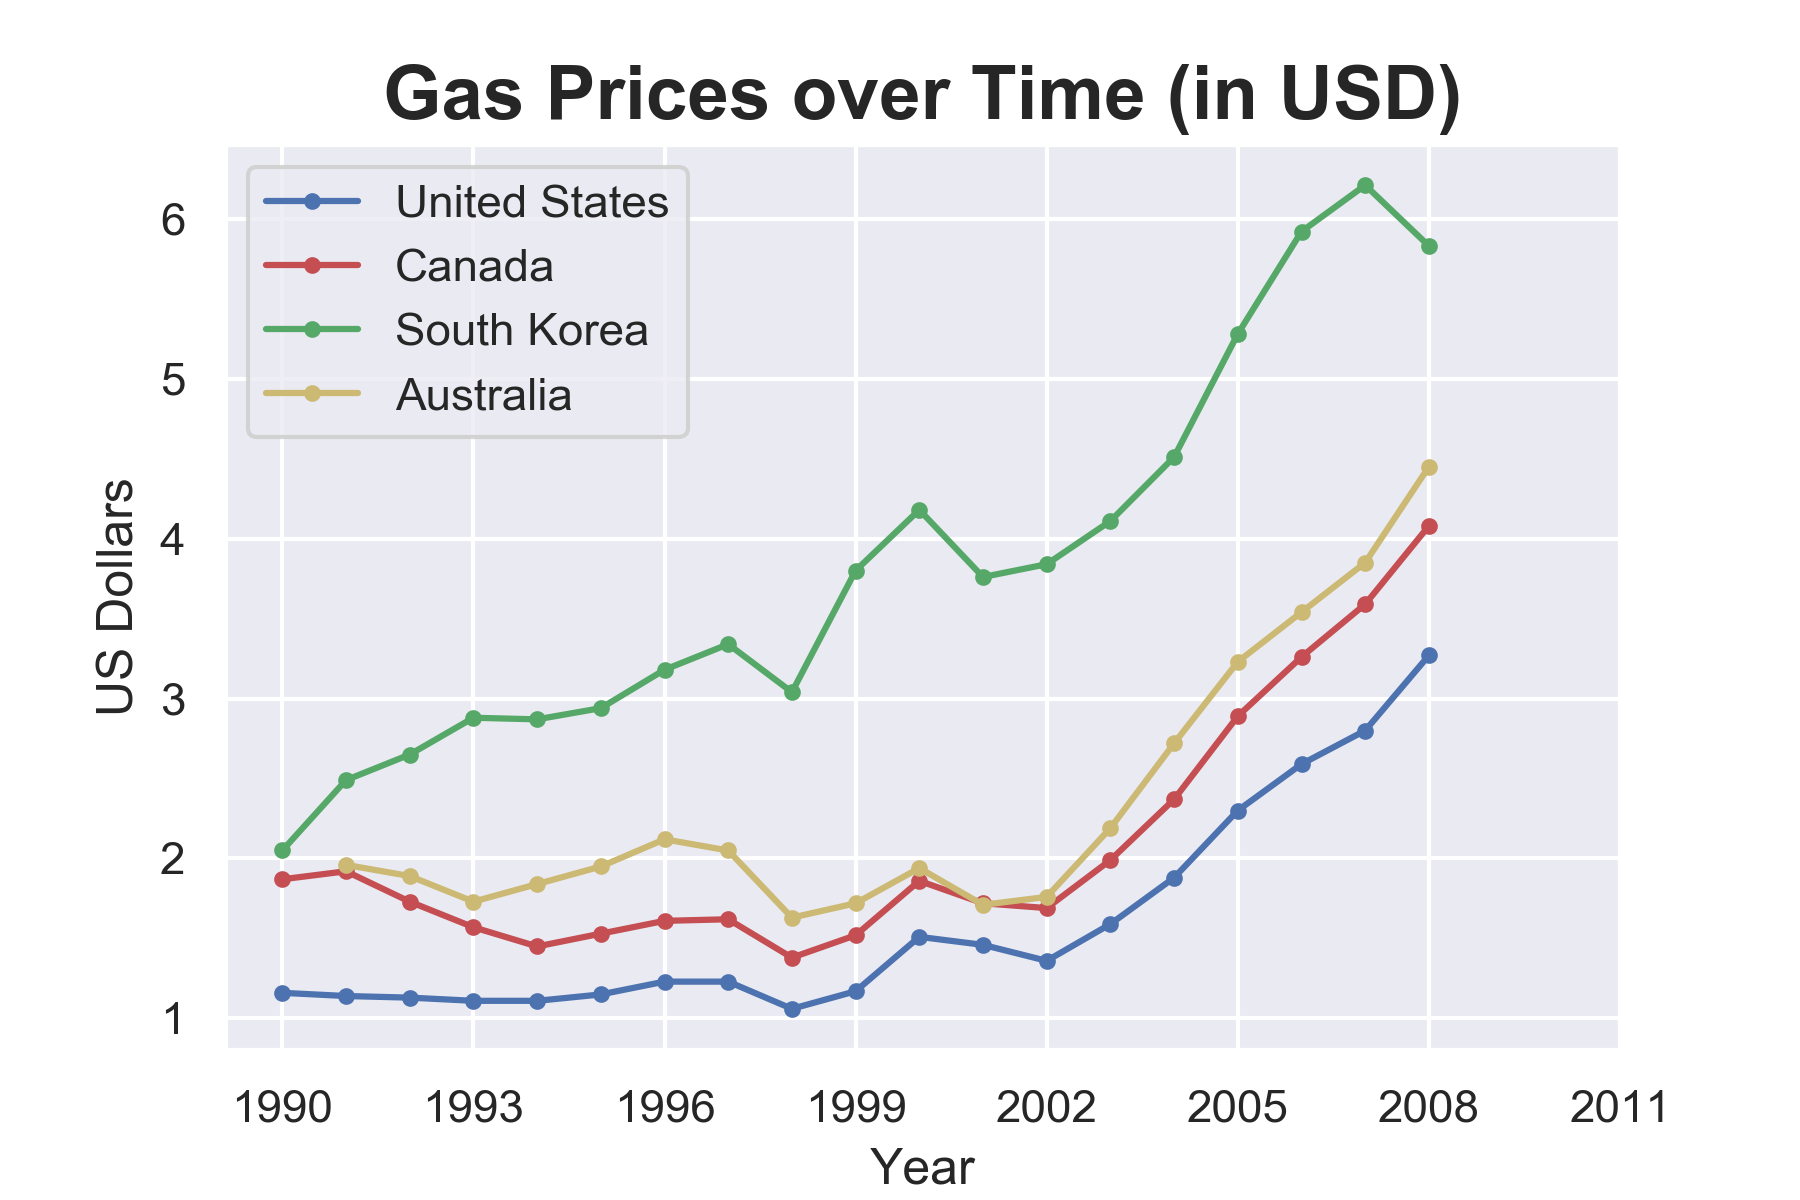 Gas Prices over Time (in USD)
United States
Canada
South Korea
Australia
US Dollars
6
5
4
3
2
1
1990 1993 1996 1999 2002 2005 2008 2011
Year